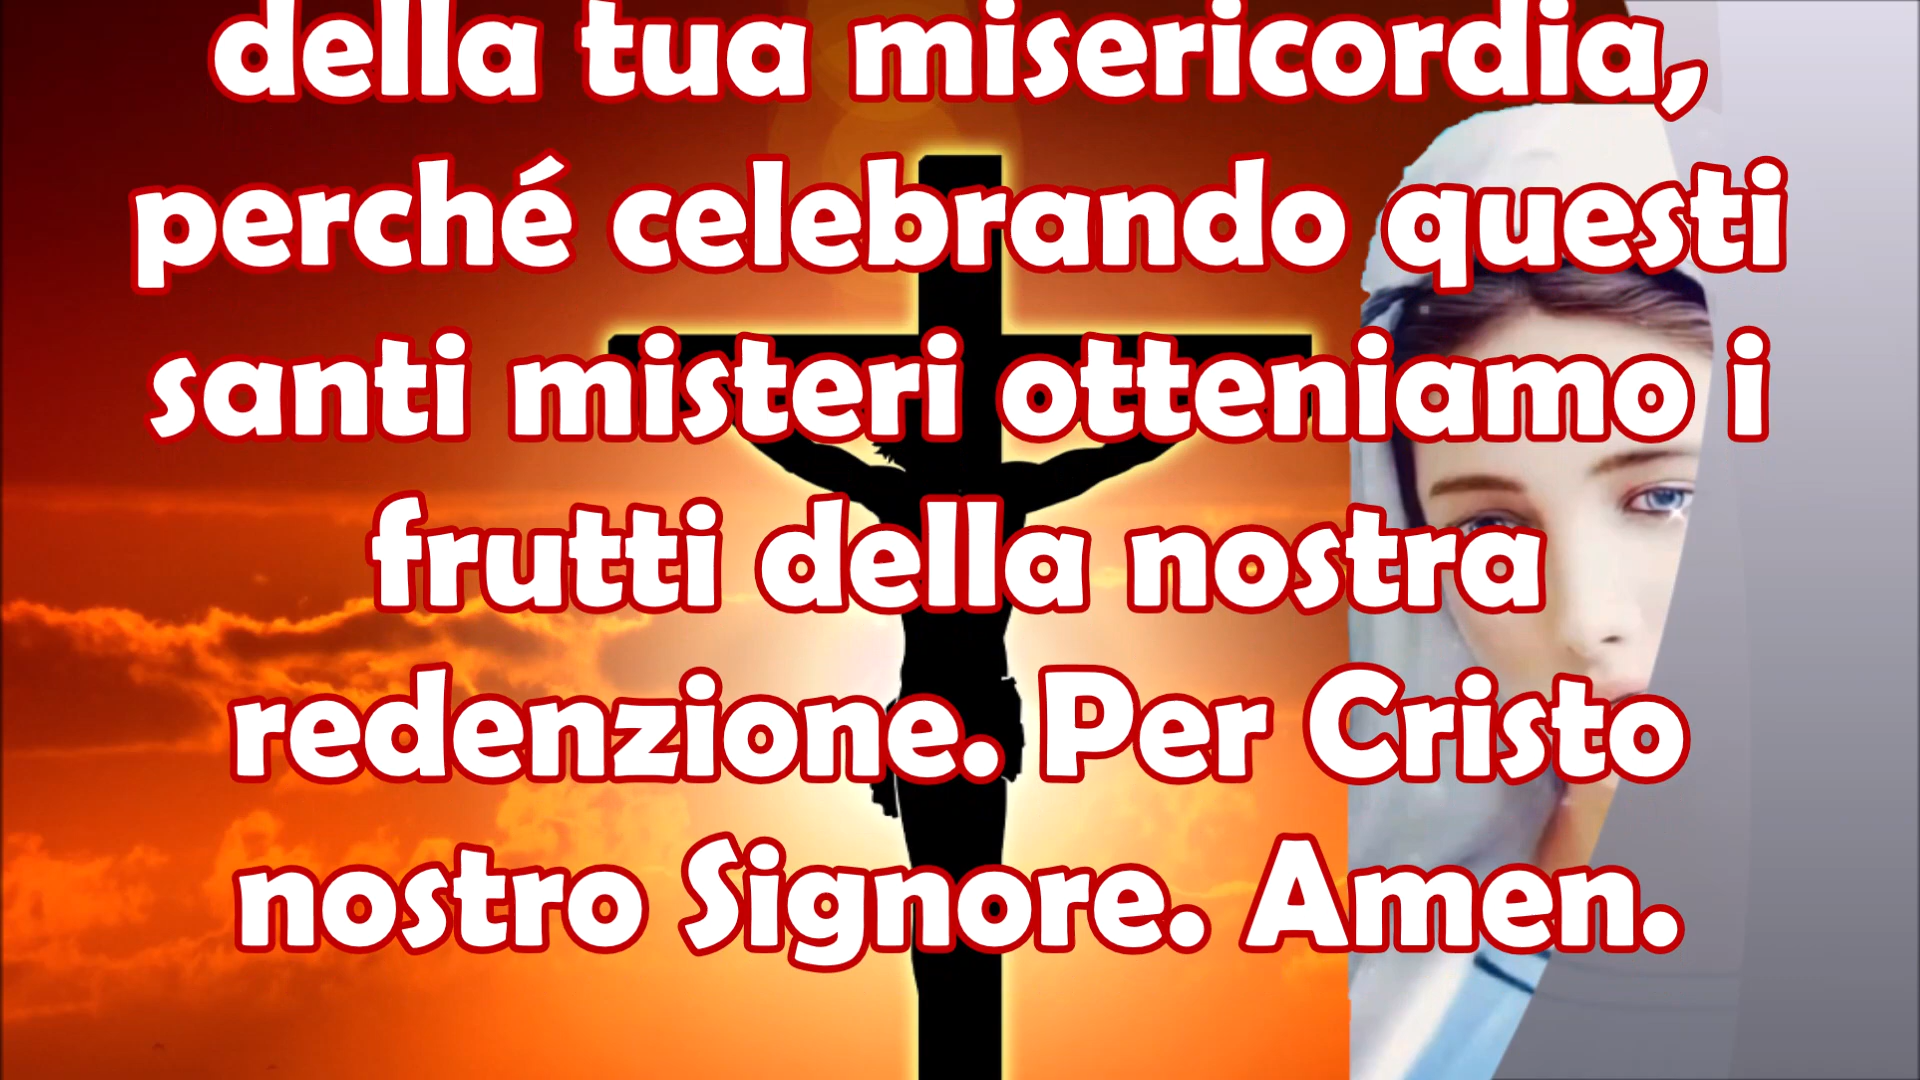 della tua misericordia,
perché celebrando questi
santi misteri otteniamo i
frutti della nostra
redenzione. Per Cristo
nostro Signore. Amen.